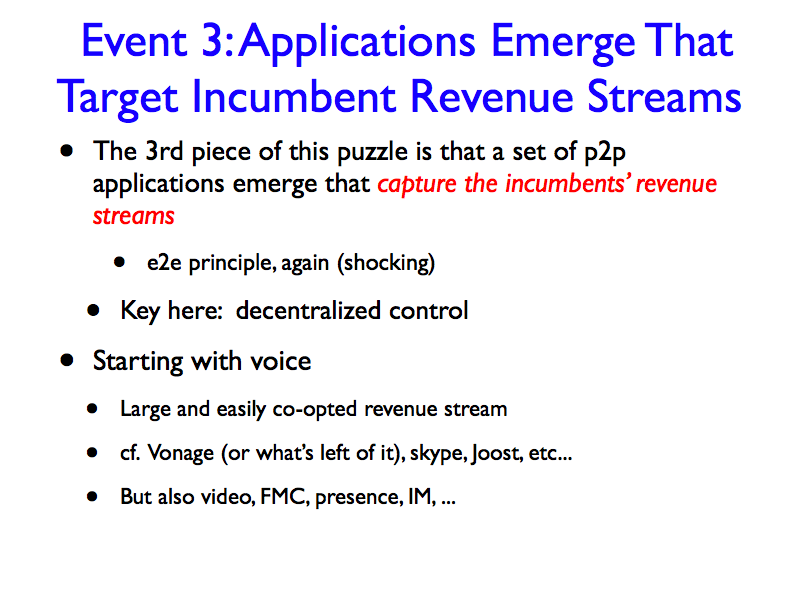 Event 3: Applications Emerge That
Target Incumbent Revenue Streams
• The 3rd piece of this puzzle is that a set of p2p
applications emerge that capture the incumbents’ revenue
streams
• e2e principle, again (shocking)
• Key here: decentralized control
• Starting with voice
• Large and easily co-opted revenue stream
• cf. Vonage (or what’s left of it), skype, Joost, etc...
• But also video, FMC, presence, IM, ...